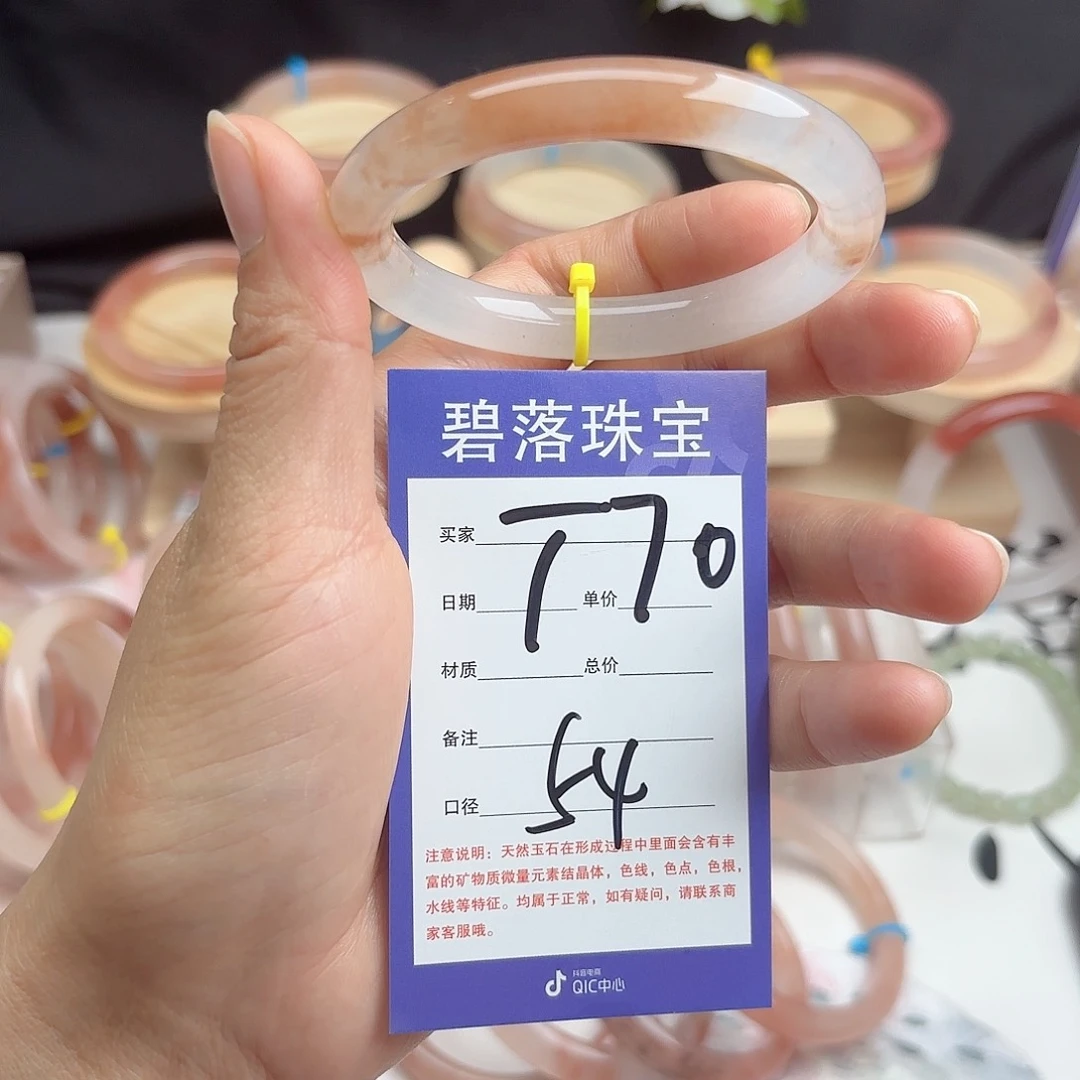 碧落珠宝
买家 T70
日期 单价
材质 总价
备注
口径 54
注意说明：天然玉石在形成过程中里面会含有丰
富的矿物质微量元素结晶体，色线，色点，色根，
水线等特征。均属于正常，如有疑问，请联系商
家客服哦。
抖音电商
QIC中心